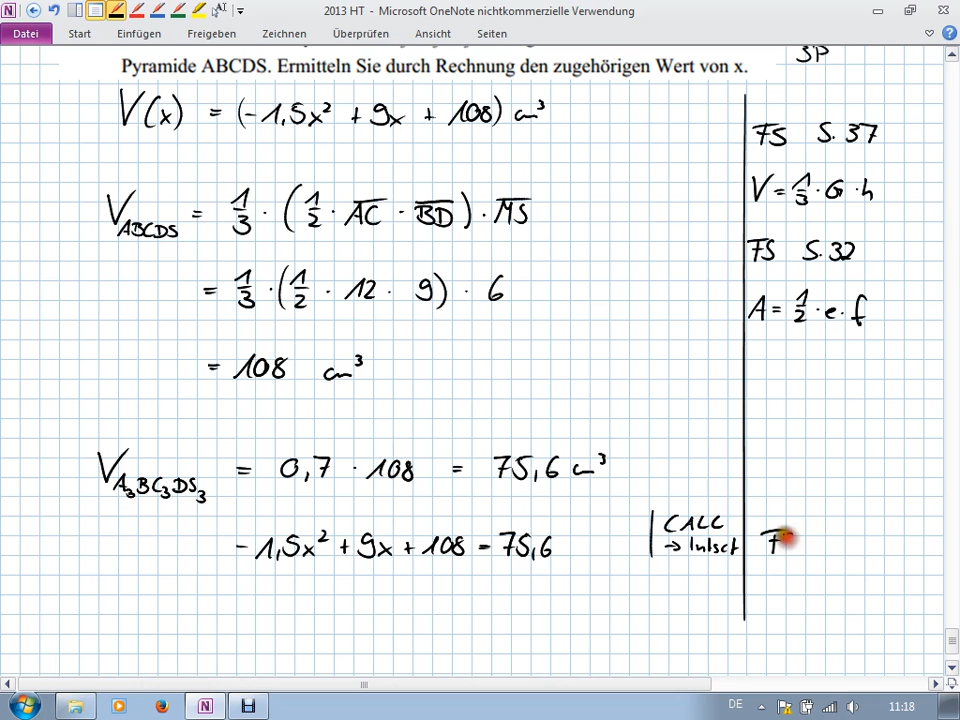 2013 HT - Microsoft OneNote nichtkommerzielle Verwendung
Datei Start Einfügen Freigeben Zeichnen Überprüfen Ansicht Seiten
3P
Pyramide ABCDS. Ermitteln Sie durch Rechnung den zugehörigen Wert von x.
V(x) = (-1,5x² + 9x + 108) cm³
FS S. 37
V = 1/3 · G · h
V_ABCDS = 1/3 · (1/2 · AC · BD) · MS
FS S. 32
= 1/3 · (1/2 · 12 · 9) · 6
A = 1/2 · e · f
= 108 cm³
V_A₃BC₃DS₃ = 0,7 · 108 = 75,6 cm³
-1,5x² + 9x + 108 = 75,6 | CALC
→ Intsct
F
DE 11:18